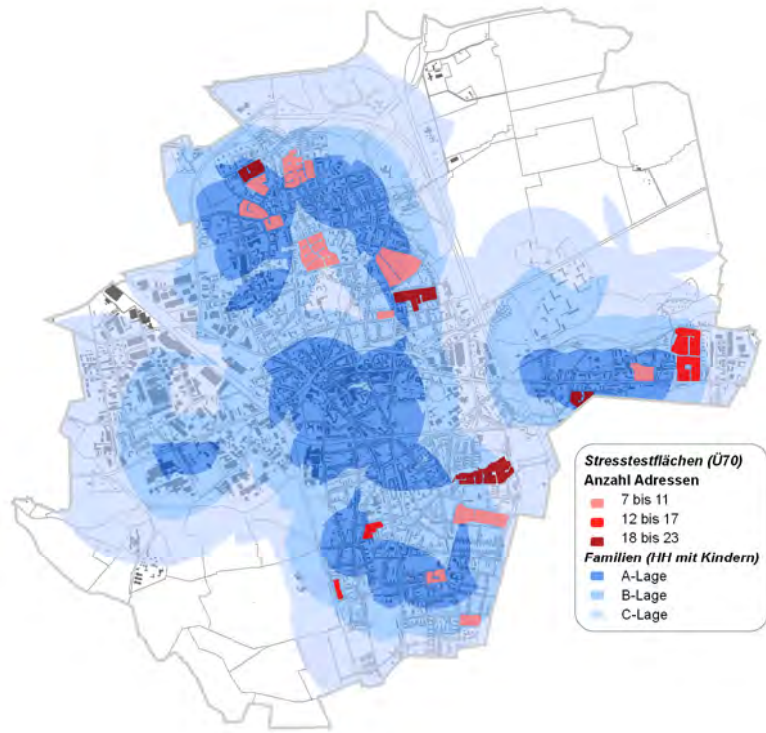 Stresstestflächen (Ü70)
Anzahl Adressen
7 bis 11
12 bis 17
18 bis 23
Familien (HH mit Kindern)
A-Lage
B-Lage
C-Lage